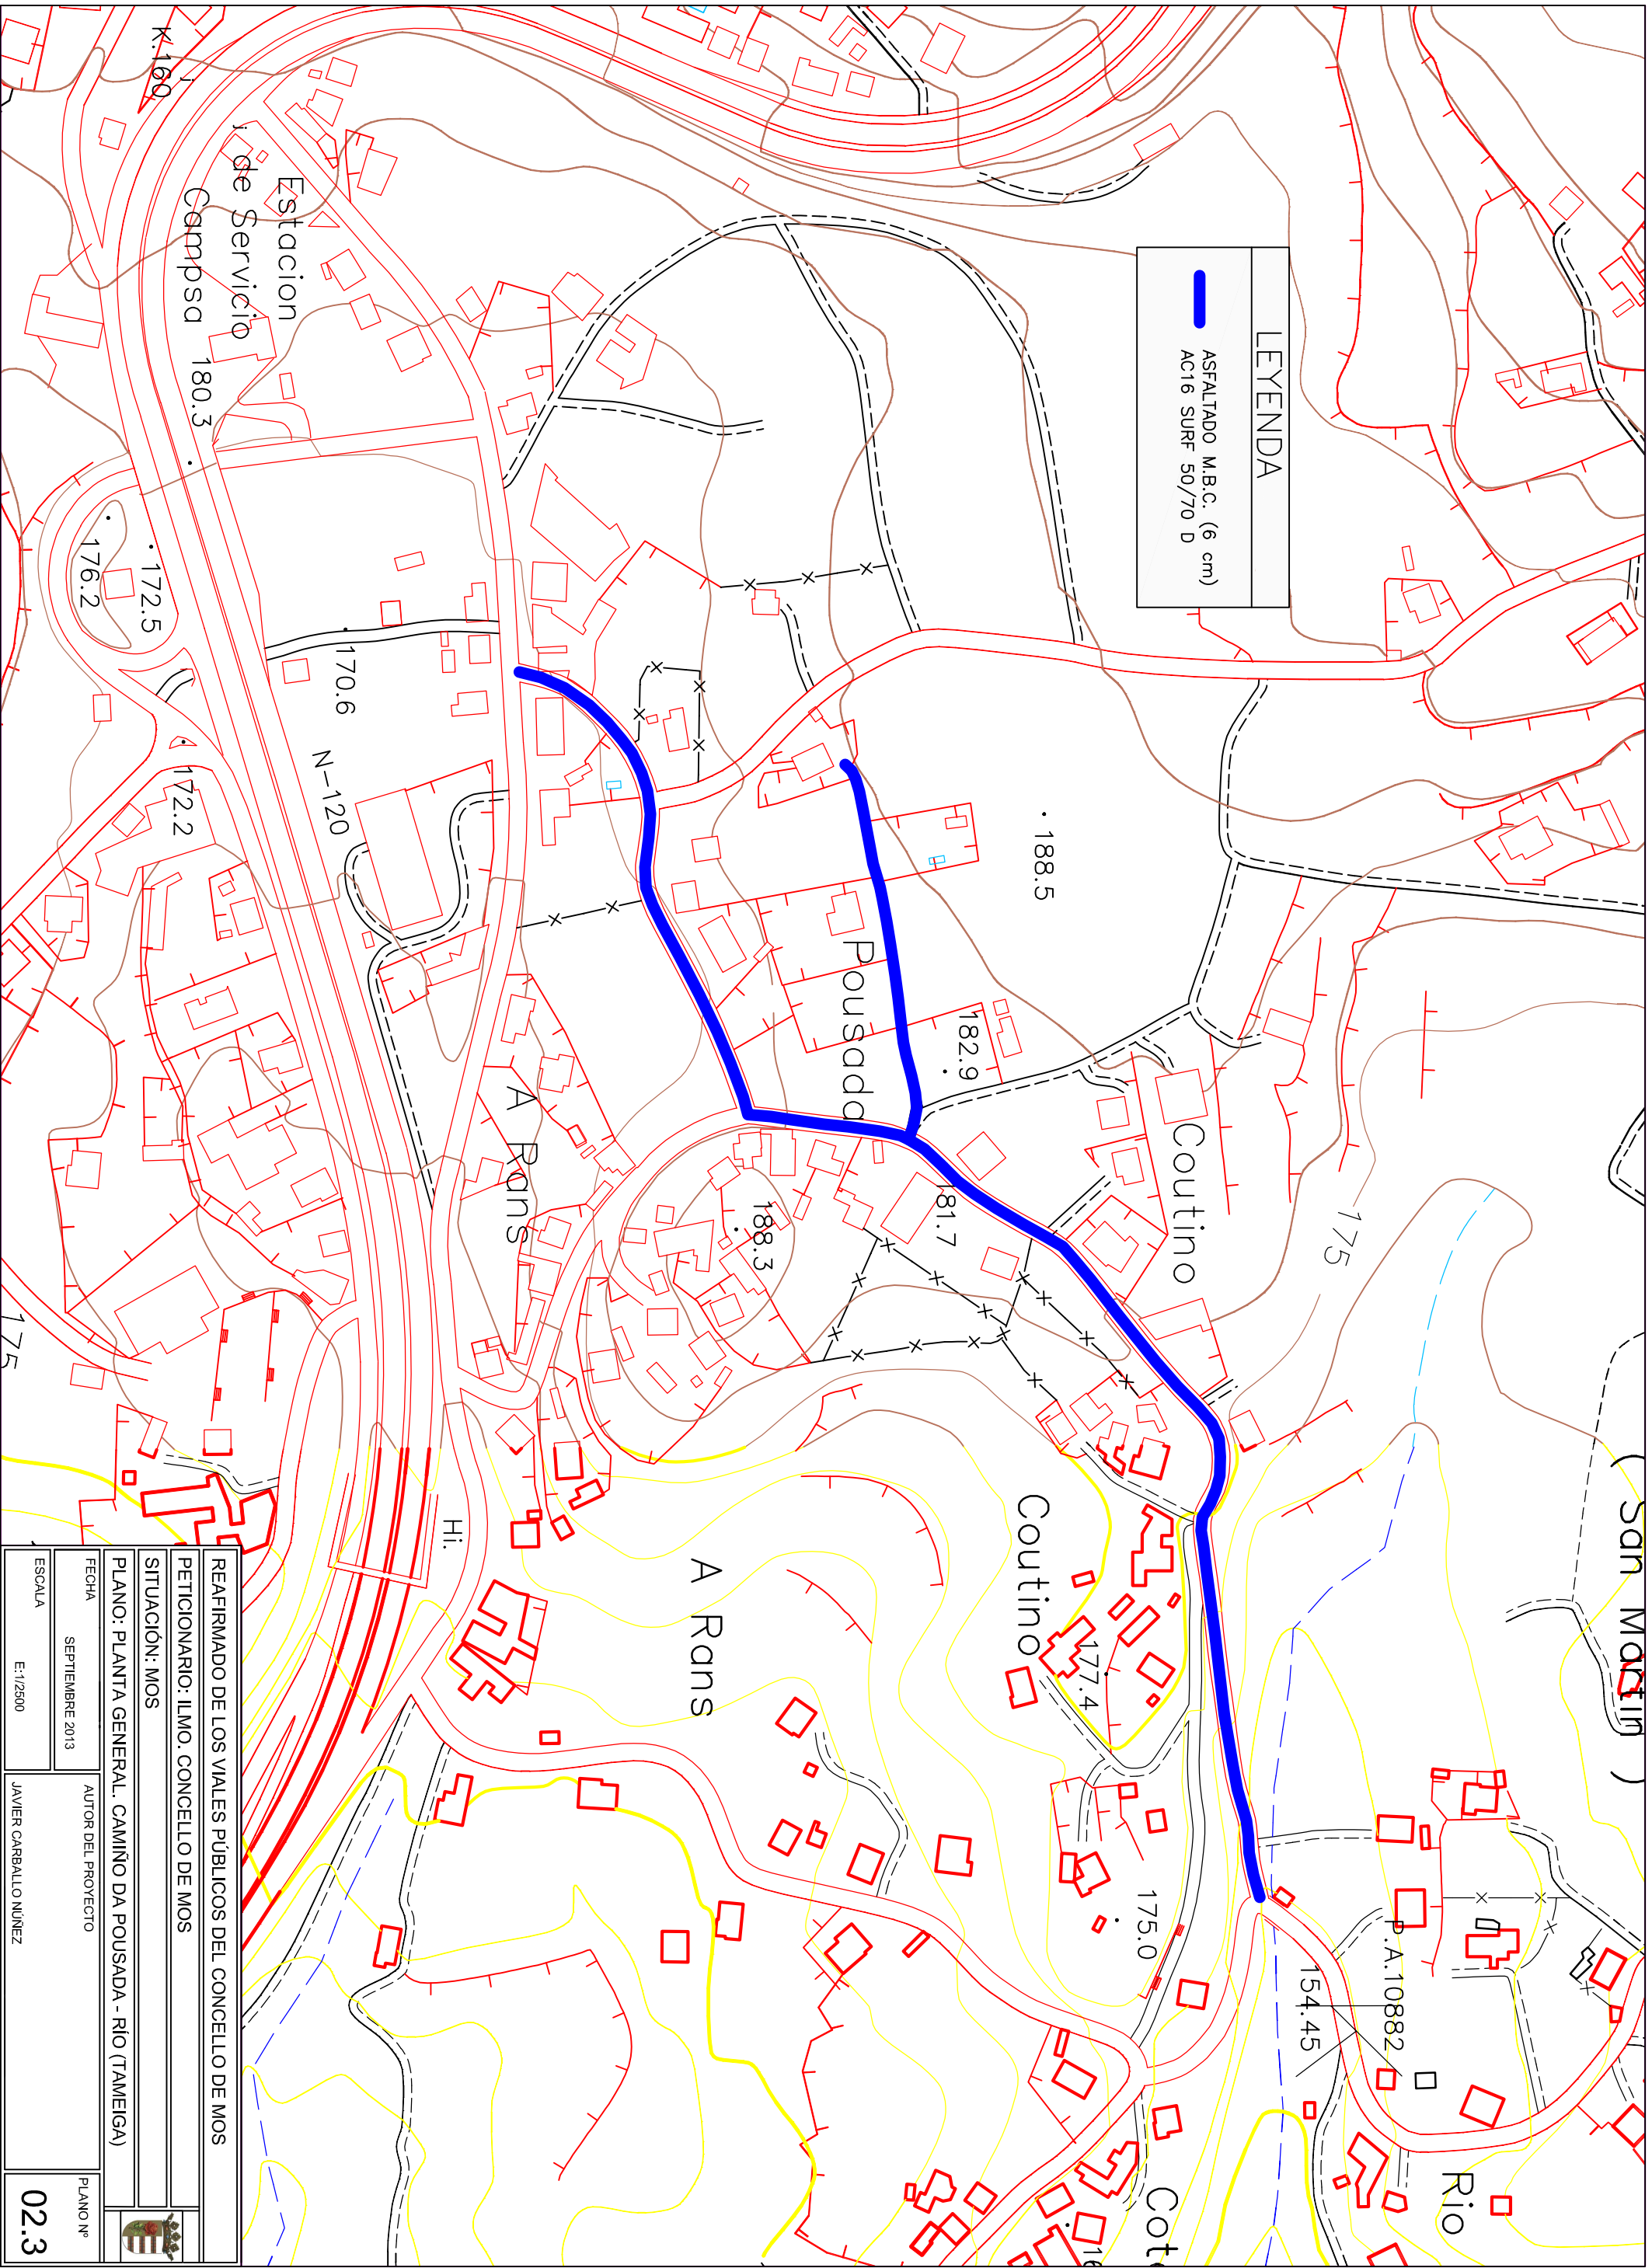 San Martin )
Rio
P.A.10882
154.45
LEYENDA
ASFALTADO M.B.C. (6 cm)
AC16 SURF 50/70 D
175
Coutino
188.5
182.9
181.7
Pousada
Coutino
177.4
175.0
188.3
A Rans
A Rans
Estacion
de Servicio
Campsa
K.160
180.3
170.6
N-120
172.5
176.2
172.2
Hi.
175
REAFIRMADO DE LOS VIALES PÚBLICOS DEL CONCELLO DE MOS
PETICIONARIO: ILMO. CONCELLO DE MOS
SITUACIÓN: MOS
PLANO: PLANTA GENERAL. CAMIÑO DA POUSADA - RÍO (TAMEIGA)
FECHA
SEPTIEMBRE 2013
AUTOR DEL PROYECTO
PLANO Nº
ESCALA
E:1/2500
JAVIER CARBALLO NÚÑEZ
02.3